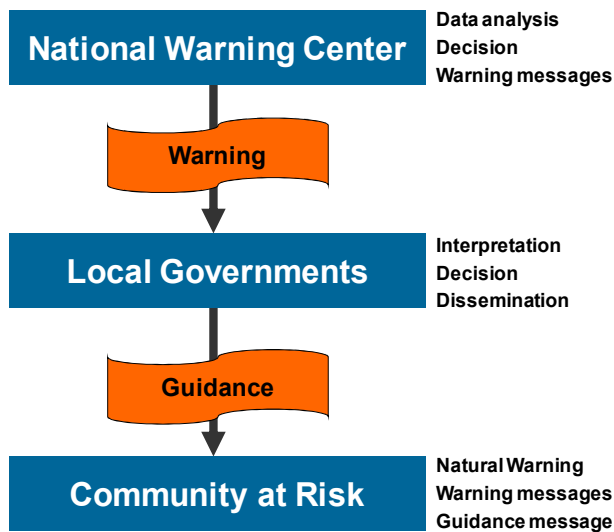 National Warning Center
Data analysis
Decision
Warning messages
Warning
Local Governments
Interpretation
Decision
Dissemination
Guidance
Community at Risk
Natural Warning
Warning messages
Guidance message